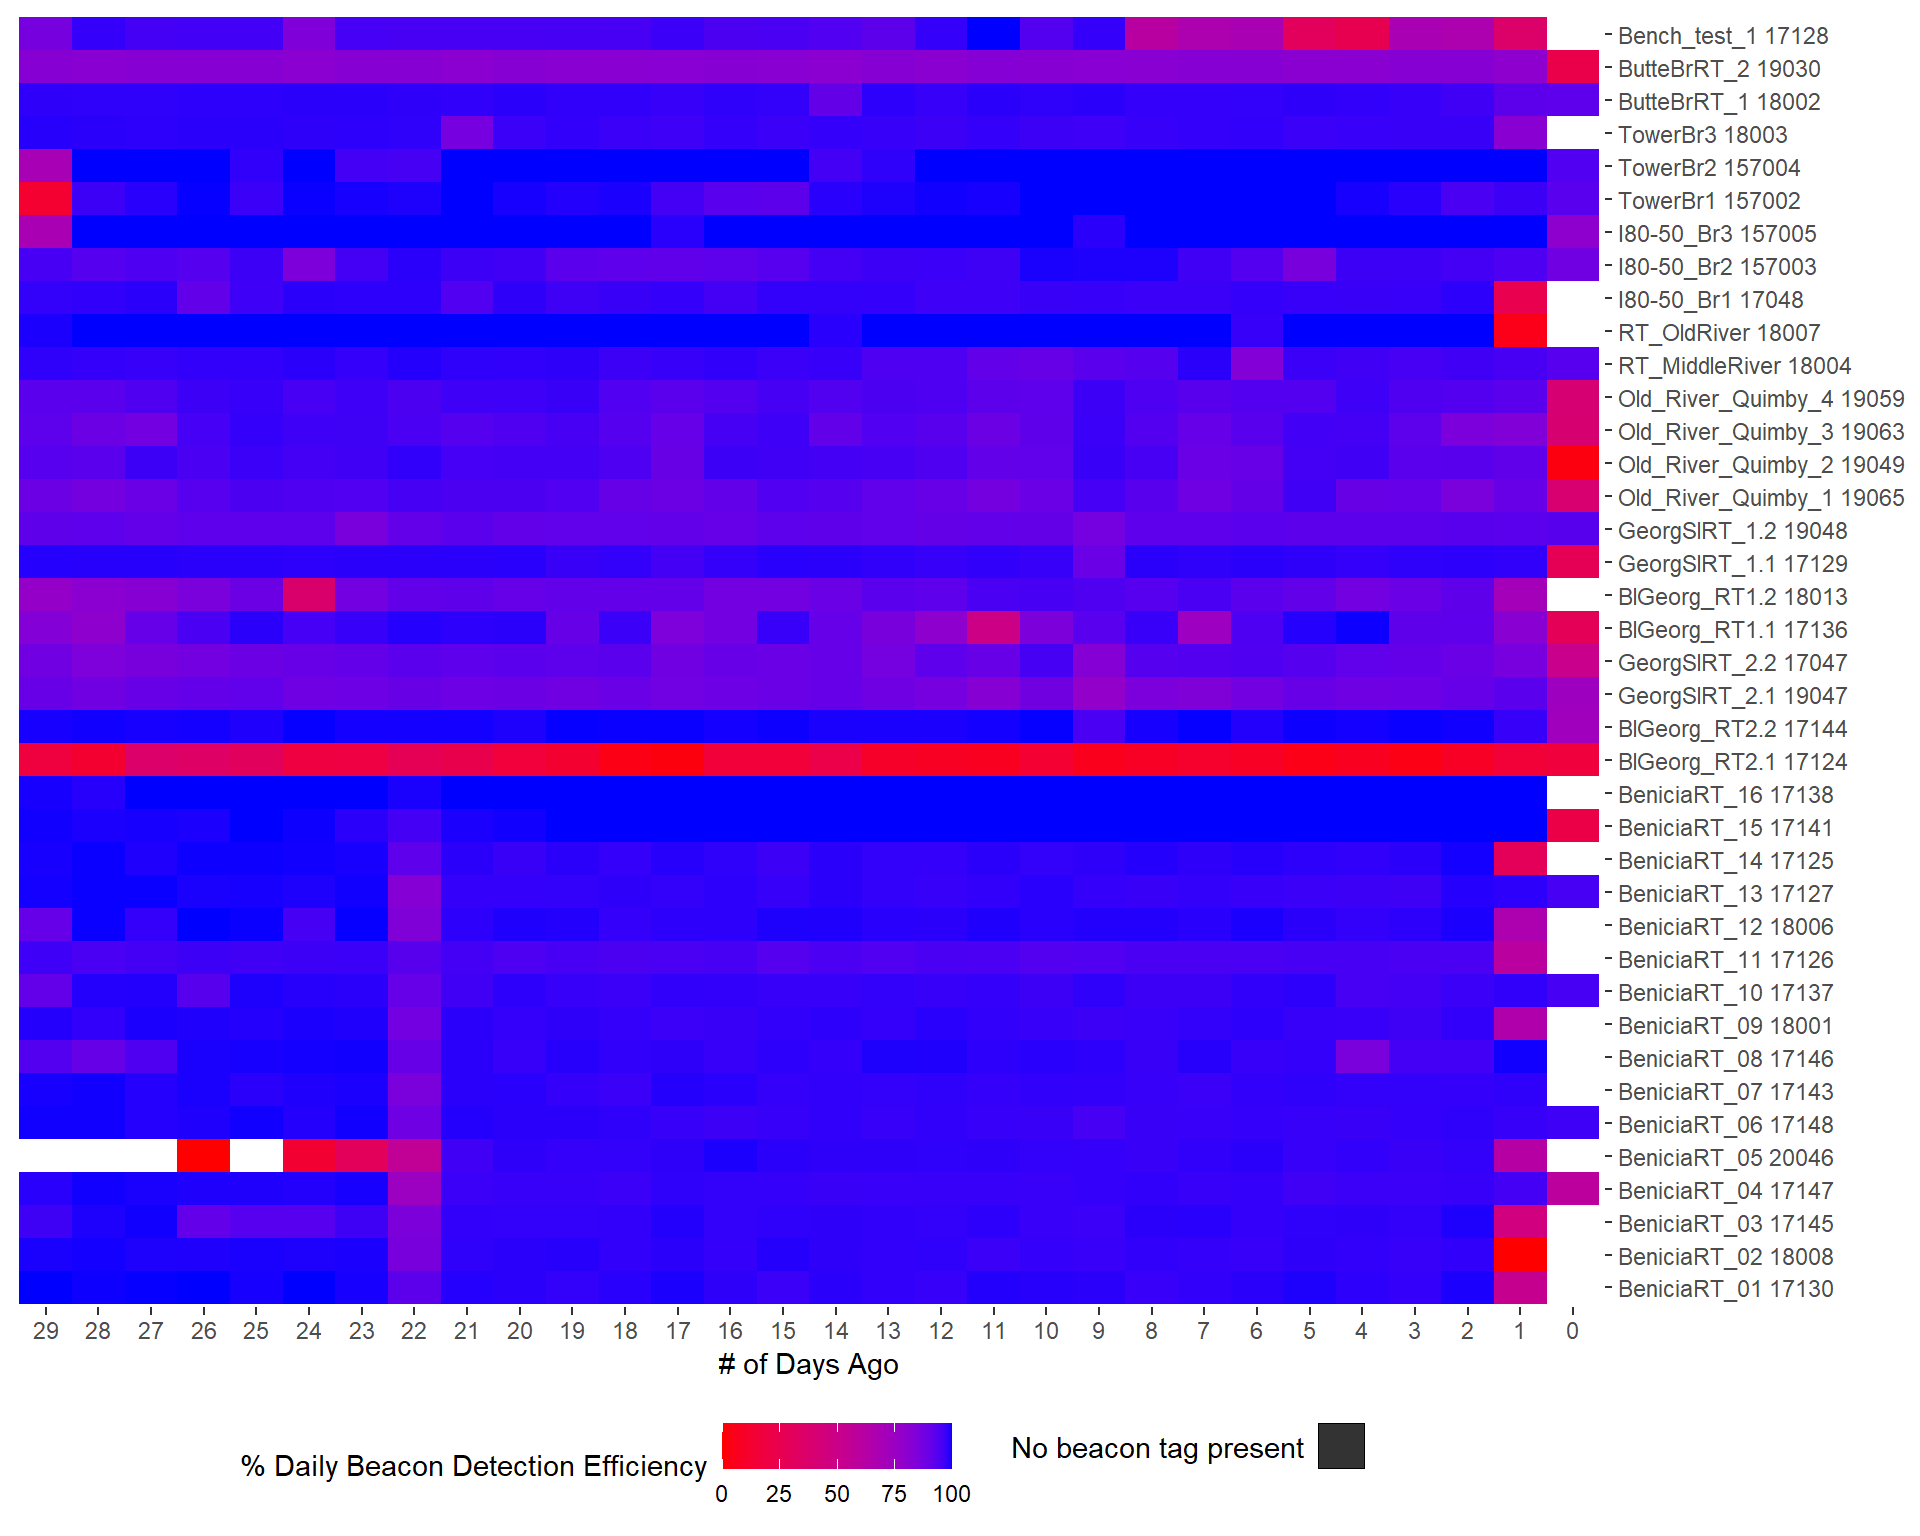 Bench_test_1 17128
ButteBrRT_2 19030
ButteBrRT_1 18002
TowerBr3 18003
TowerBr2 157004
TowerBr1 157002
I80-50_Br3 157005
I80-50_Br2 157003
I80-50_Br1 17048
RT_OldRiver 18007
RT_MiddleRiver 18004
Old_River_Quimby_4 19059
Old_River_Quimby_3 19063
Old_River_Quimby_2 19049
Old_River_Quimby_1 19065
GeorgSlRT_1.2 19048
GeorgSlRT_1.1 17129
BlGeorg_RT1.2 18013
BlGeorg_RT1.1 17136
GeorgSlRT_2.2 17047
GeorgSlRT_2.1 19047
BlGeorg_RT2.2 17144
BlGeorg_RT2.1 17124
BeniciaRT_16 17138
BeniciaRT_15 17141
BeniciaRT_14 17125
BeniciaRT_13 17127
BeniciaRT_12 18006
BeniciaRT_11 17126
BeniciaRT_10 17137
BeniciaRT_09 18001
BeniciaRT_08 17146
BeniciaRT_07 17143
BeniciaRT_06 17148
BeniciaRT_05 20046
BeniciaRT_04 17147
BeniciaRT_03 17145
BeniciaRT_02 18008
BeniciaRT_01 17130
29 28 27 26 25 24 23 22 21 20 19 18 17 16 15 14 13 12 11 10 9 8 7 6 5 4 3 2 1 0
# of Days Ago
% Daily Beacon Detection Efficiency
0 25 50 75 100
No beacon tag present